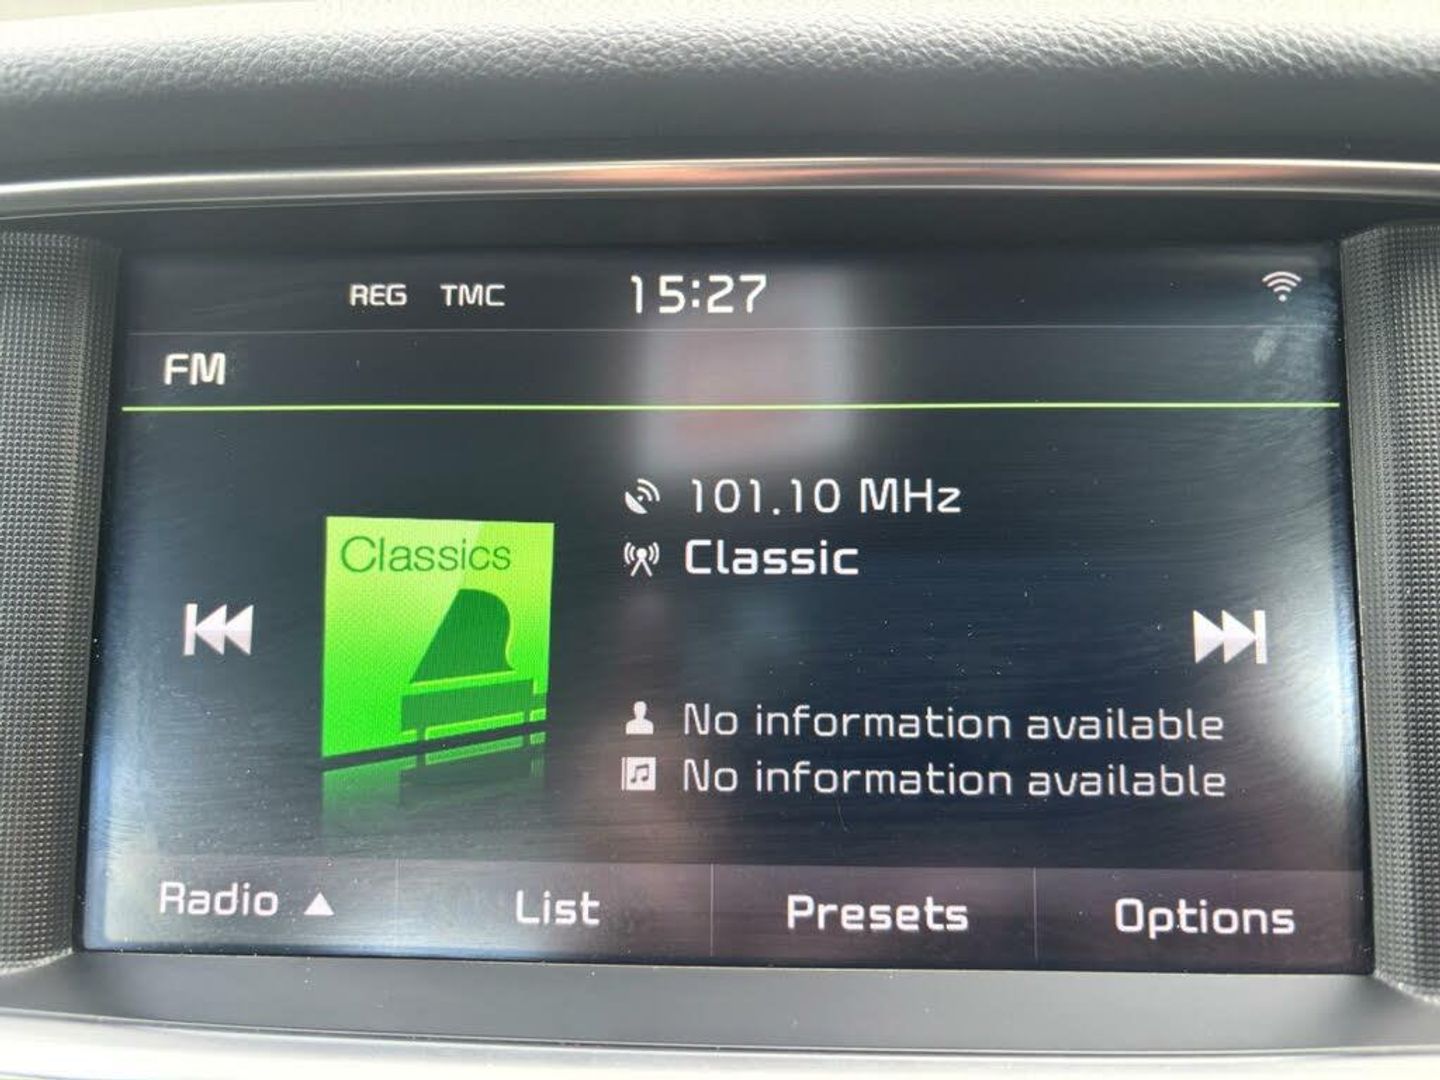 REG TMC 15:27
FM
101.10 MHz
Classics
Classic
No information available
No information available
Radio ▲ List Presets Options